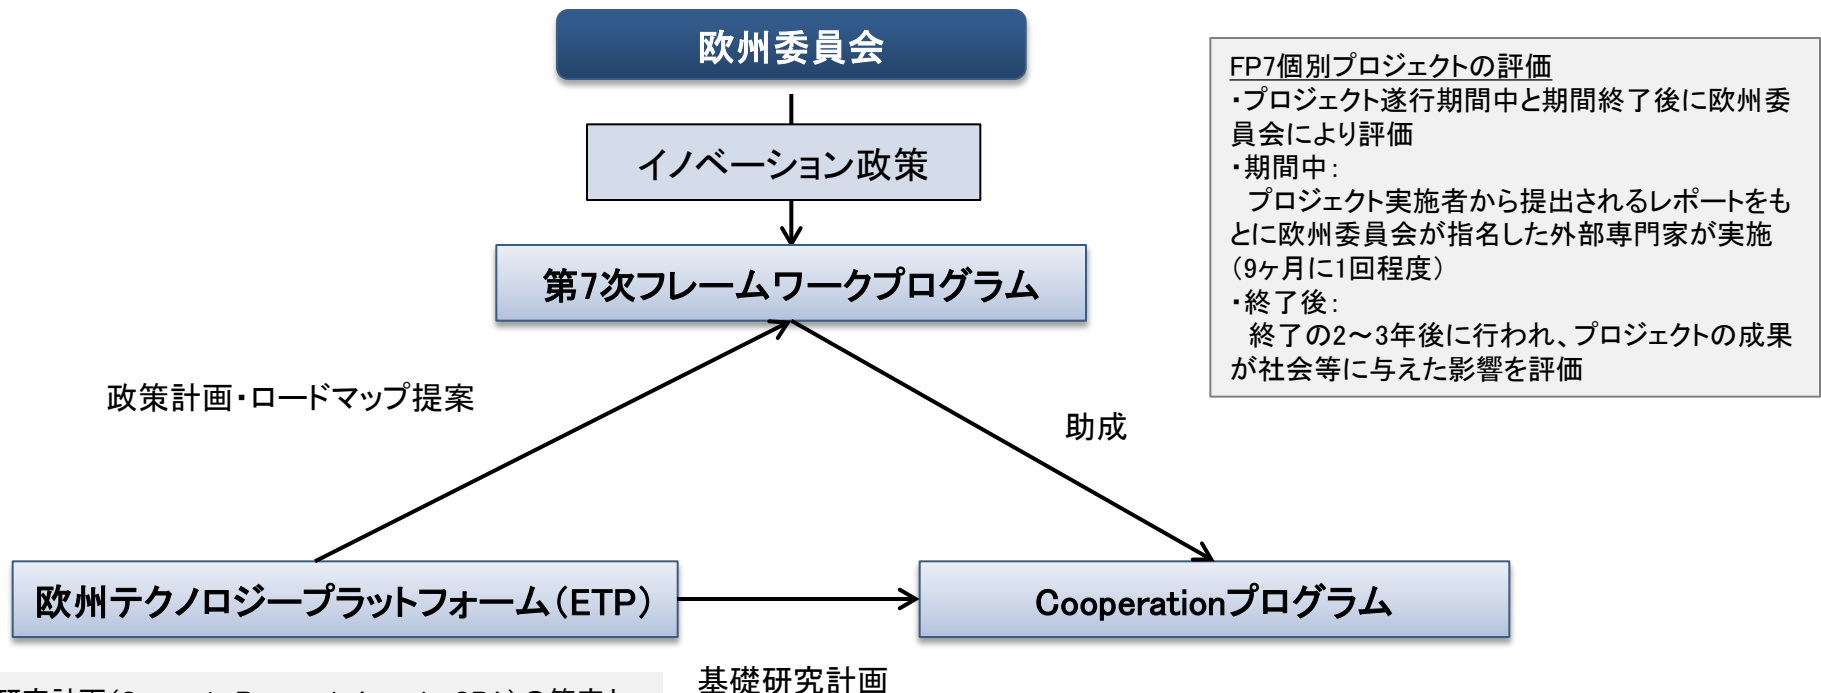 欧州委員会
イノベーション政策
第7次フレームワークプログラム
FP7個別プロジェクトの評価
・プロジェクト遂行期間中と期間終了後に欧州委
員会により評価
・期間中：
プロジェクト実施者から提出されるレポートをも
とに欧州委員会が指名した外部専門家が実施
（9ヶ月に1回程度）
・終了後：
終了の2～3年後に行われ、プロジェクトの成果
が社会等に与えた影響を評価
政策計画・ロードマップ提案
助成
欧州テクノロジープラットフォーム（ETP）
Cooperationプログラム
基礎研究計画